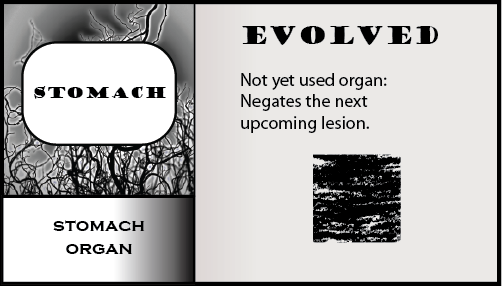 STOMACH
STOMACH
ORGAN
EVOLVED
Not yet used organ:
Negates the next
upcoming lesion.